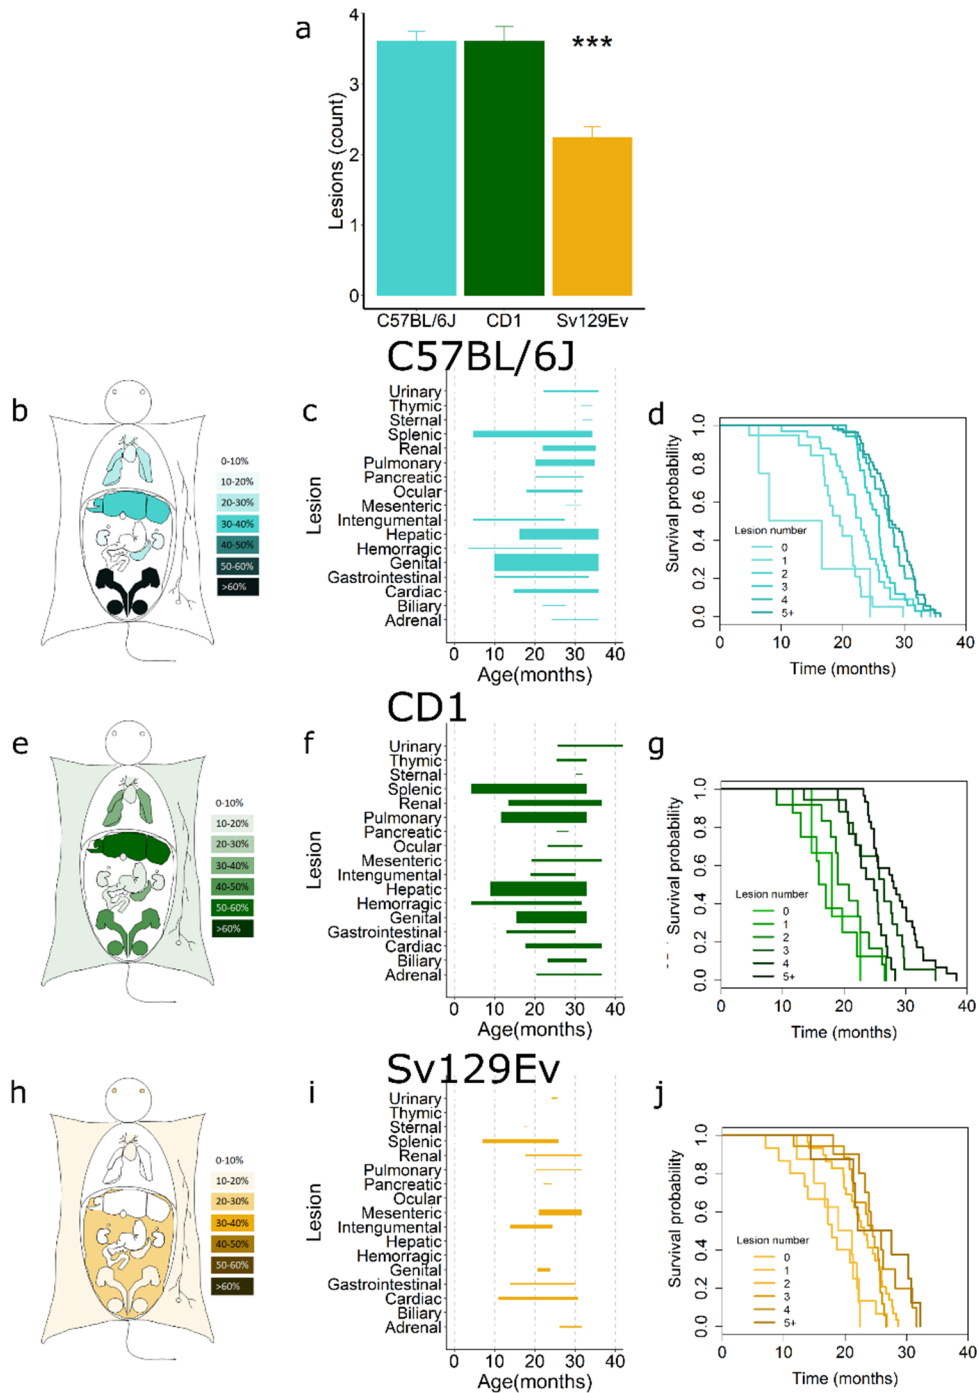 a
4
3
2
1
0
Lesions (count)
***
C57BL/6J CD1 Sv129Ev
C57BL/6J
b
0-10%
10-20%
20-30%
30-40%
40-50%
50-60%
>60%
c
Lesion
Urinary
Thymic
Sternal
Splenic
Renal
Pulmonary
Pancreatic
Ocular
Mesenteric
Intengumental
Hepatic
Hemorragic
Genital
Gastrointestinal
Cardiac
Biliary
Adrenal
0 10 20 30 40
Age(months)
d
Survival probability
1.0
0.8
0.6
0.4
0.2
0.0
Lesion number
0
1
2
3
4
5+
0 10 20 30 40
Time (months)
CD1
e
0-10%
10-20%
20-30%
30-40%
40-50%
50-60%
>60%
f
Lesion
Urinary
Thymic
Sternal
Splenic
Renal
Pulmonary
Pancreatic
Ocular
Mesenteric
Intengumental
Hepatic
Hemorragic
Genital
Gastrointestinal
Cardiac
Biliary
Adrenal
0 10 20 30 40
Age(months)
g
Survival probability
1.0
0.8
0.6
0.4
0.2
0.0
Lesion number
0
1
2
3
4
5+
0 10 20 30 40
Time (months)
Sv129Ev
h
0-10%
10-20%
20-30%
30-40%
40-50%
50-60%
>60%
i
Lesion
Urinary
Thymic
Sternal
Splenic
Renal
Pulmonary
Pancreatic
Ocular
Mesenteric
Intengumental
Hepatic
Hemorragic
Genital
Gastrointestinal
Cardiac
Biliary
Adrenal
0 10 20 30 40
Age(months)
j
Survival probability
1.0
0.8
0.6
0.4
0.2
0.0
Lesion number
0
1
2
3
4
5+
0 10 20 30 40
Time (months)